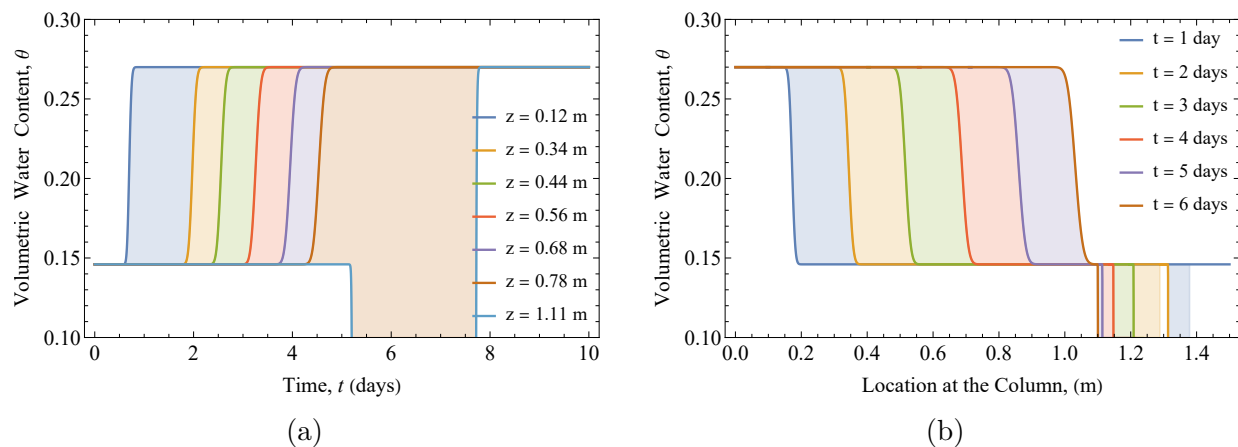 0.30
0.25
0.20
0.15
0.10
Volumetric Water Content, θ
0 2 4 6 8 10
Time, t (days)
z = 0.12 m
z = 0.34 m
z = 0.44 m
z = 0.56 m
z = 0.68 m
z = 0.78 m
z = 1.11 m
(a)
0.30
0.25
0.20
0.15
0.10
Volumetric Water Content, θ
0.0 0.2 0.4 0.6 0.8 1.0 1.2 1.4
Location at the Column, (m)
t = 1 day
t = 2 days
t = 3 days
t = 4 days
t = 5 days
t = 6 days
(b)